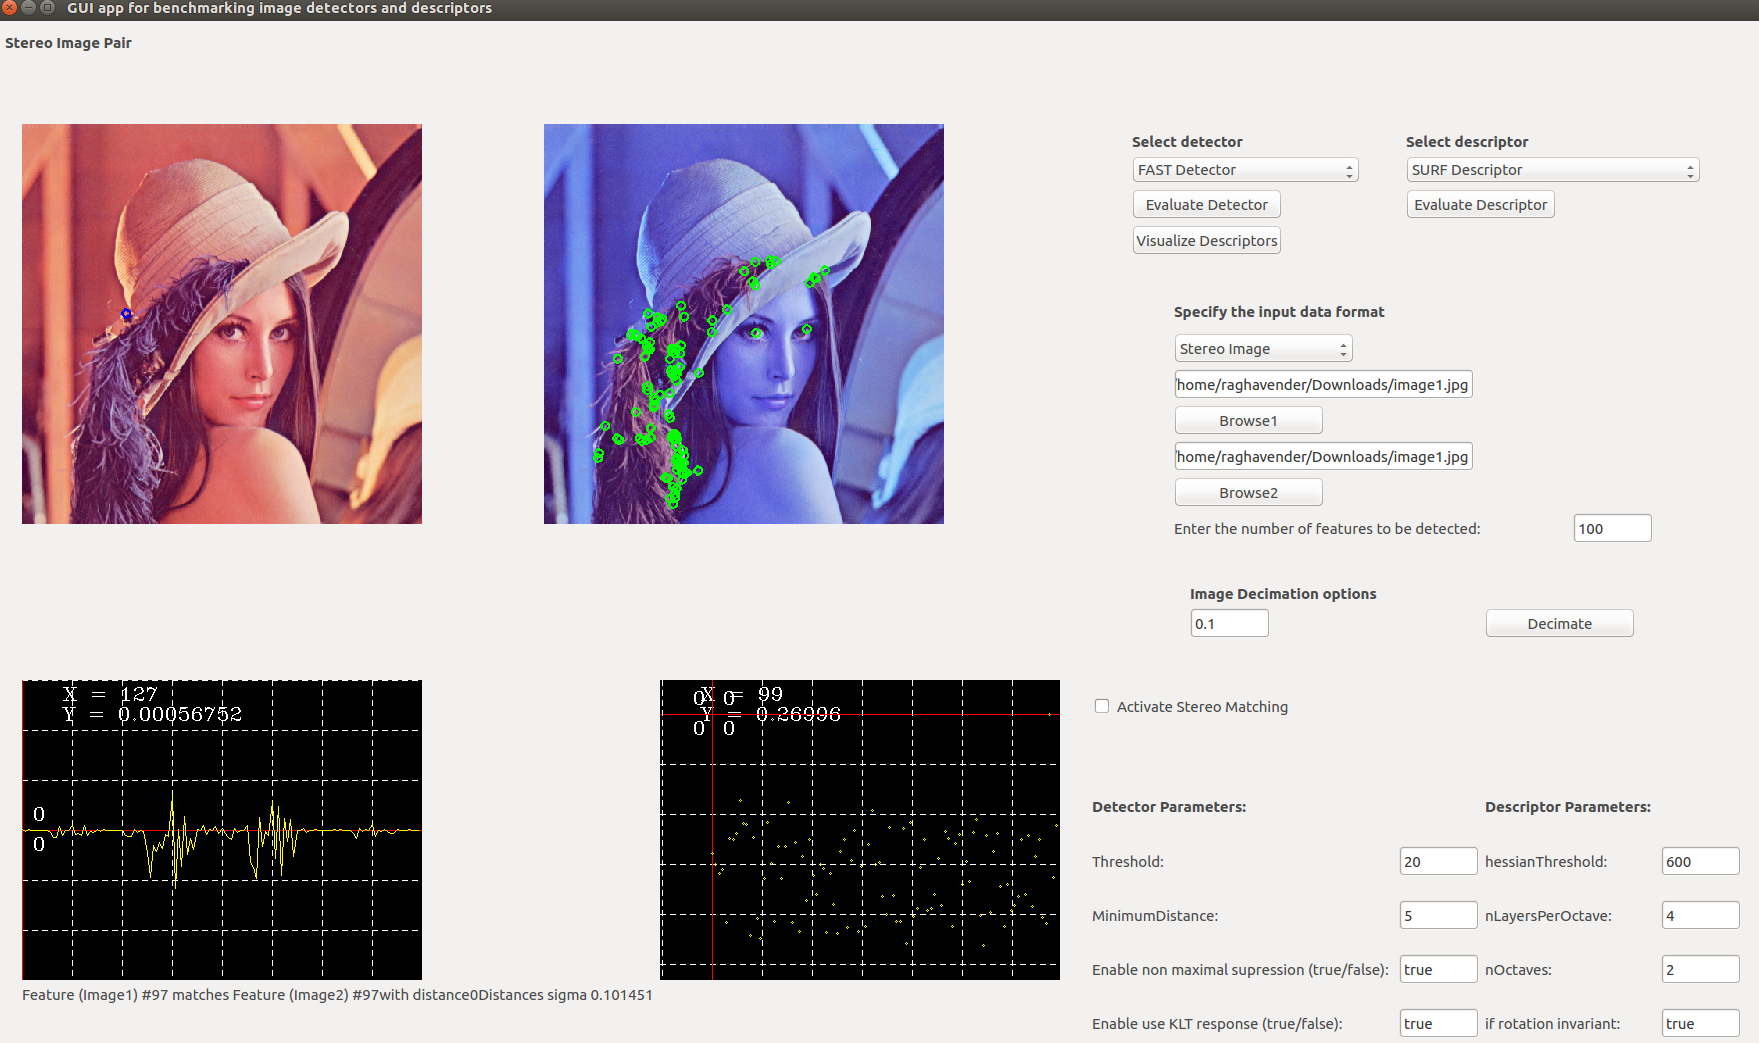 GUI app for benchmarking image detectors and descriptors
Stereo Image Pair
Select detector
Select descriptor
FAST Detector
SURF Descriptor
Evaluate Detector
Evaluate Descriptor
Visualize Descriptors
Specify the input data format
Stereo Image
home/raghavender/Downloads/image1.jpg
Browse1
home/raghavender/Downloads/image1.jpg
Browse2
Enter the number of features to be detected:
100
Image Decimation options
0.1
Decimate
X = 127
Y = 0.00056752
0
0
X = 99
Y = 0.26996
0 0
0 0
Activate Stereo Matching
Detector Parameters:
Descriptor Parameters:
Threshold:
20
hessianThreshold:
600
MinimumDistance:
5
nLayersPerOctave:
4
Enable non maximal supression (true/false):
true
nOctaves:
2
Feature (Image1) #97 matches Feature (Image2) #97with distance0Distances sigma 0.101451
Enable use KLT response (true/false):
true
if rotation invariant:
true